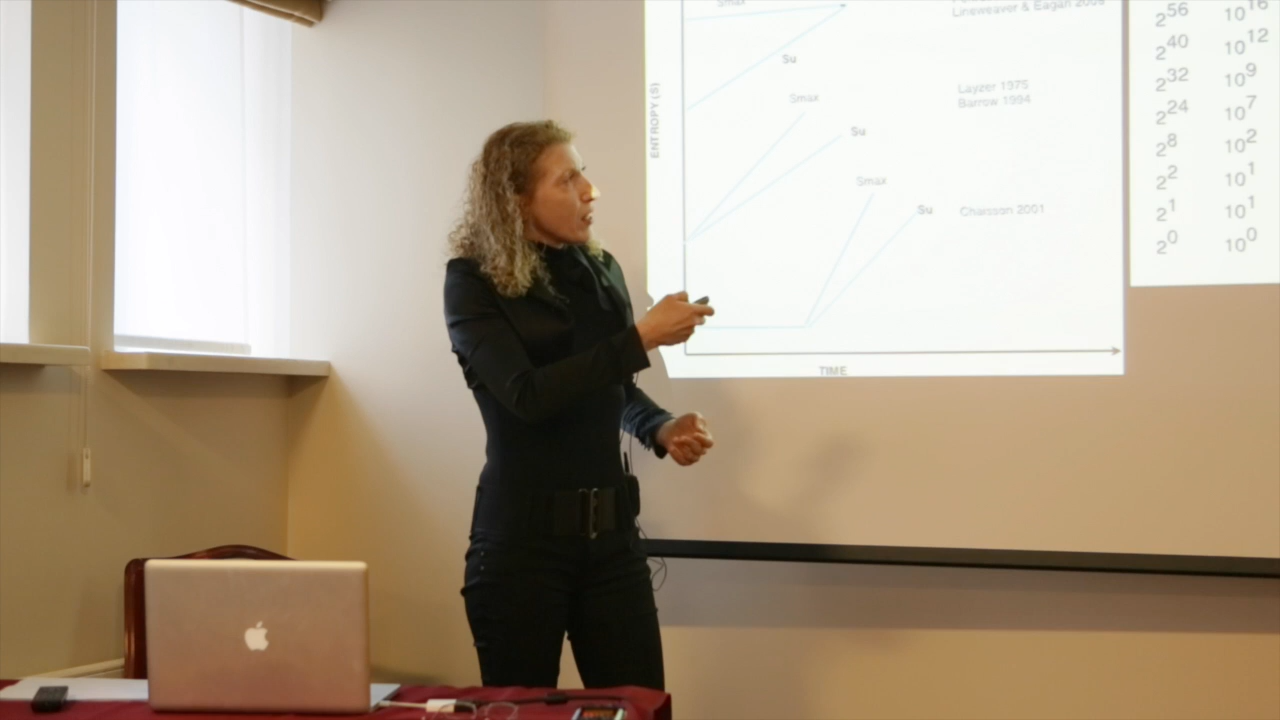 Smax
Lineweaver & Eagan
Su
ENTROPY (S)
Smax
Layzer 1975
Barrow 1994
Su
Smax
Su
Chaisson 2001
TIME
2^56 10^16
2^40 10^12
2^32 10^9
2^24 10^7
2^8 10^2
2^2 10^1
2^1 10^1
2^0 10^0